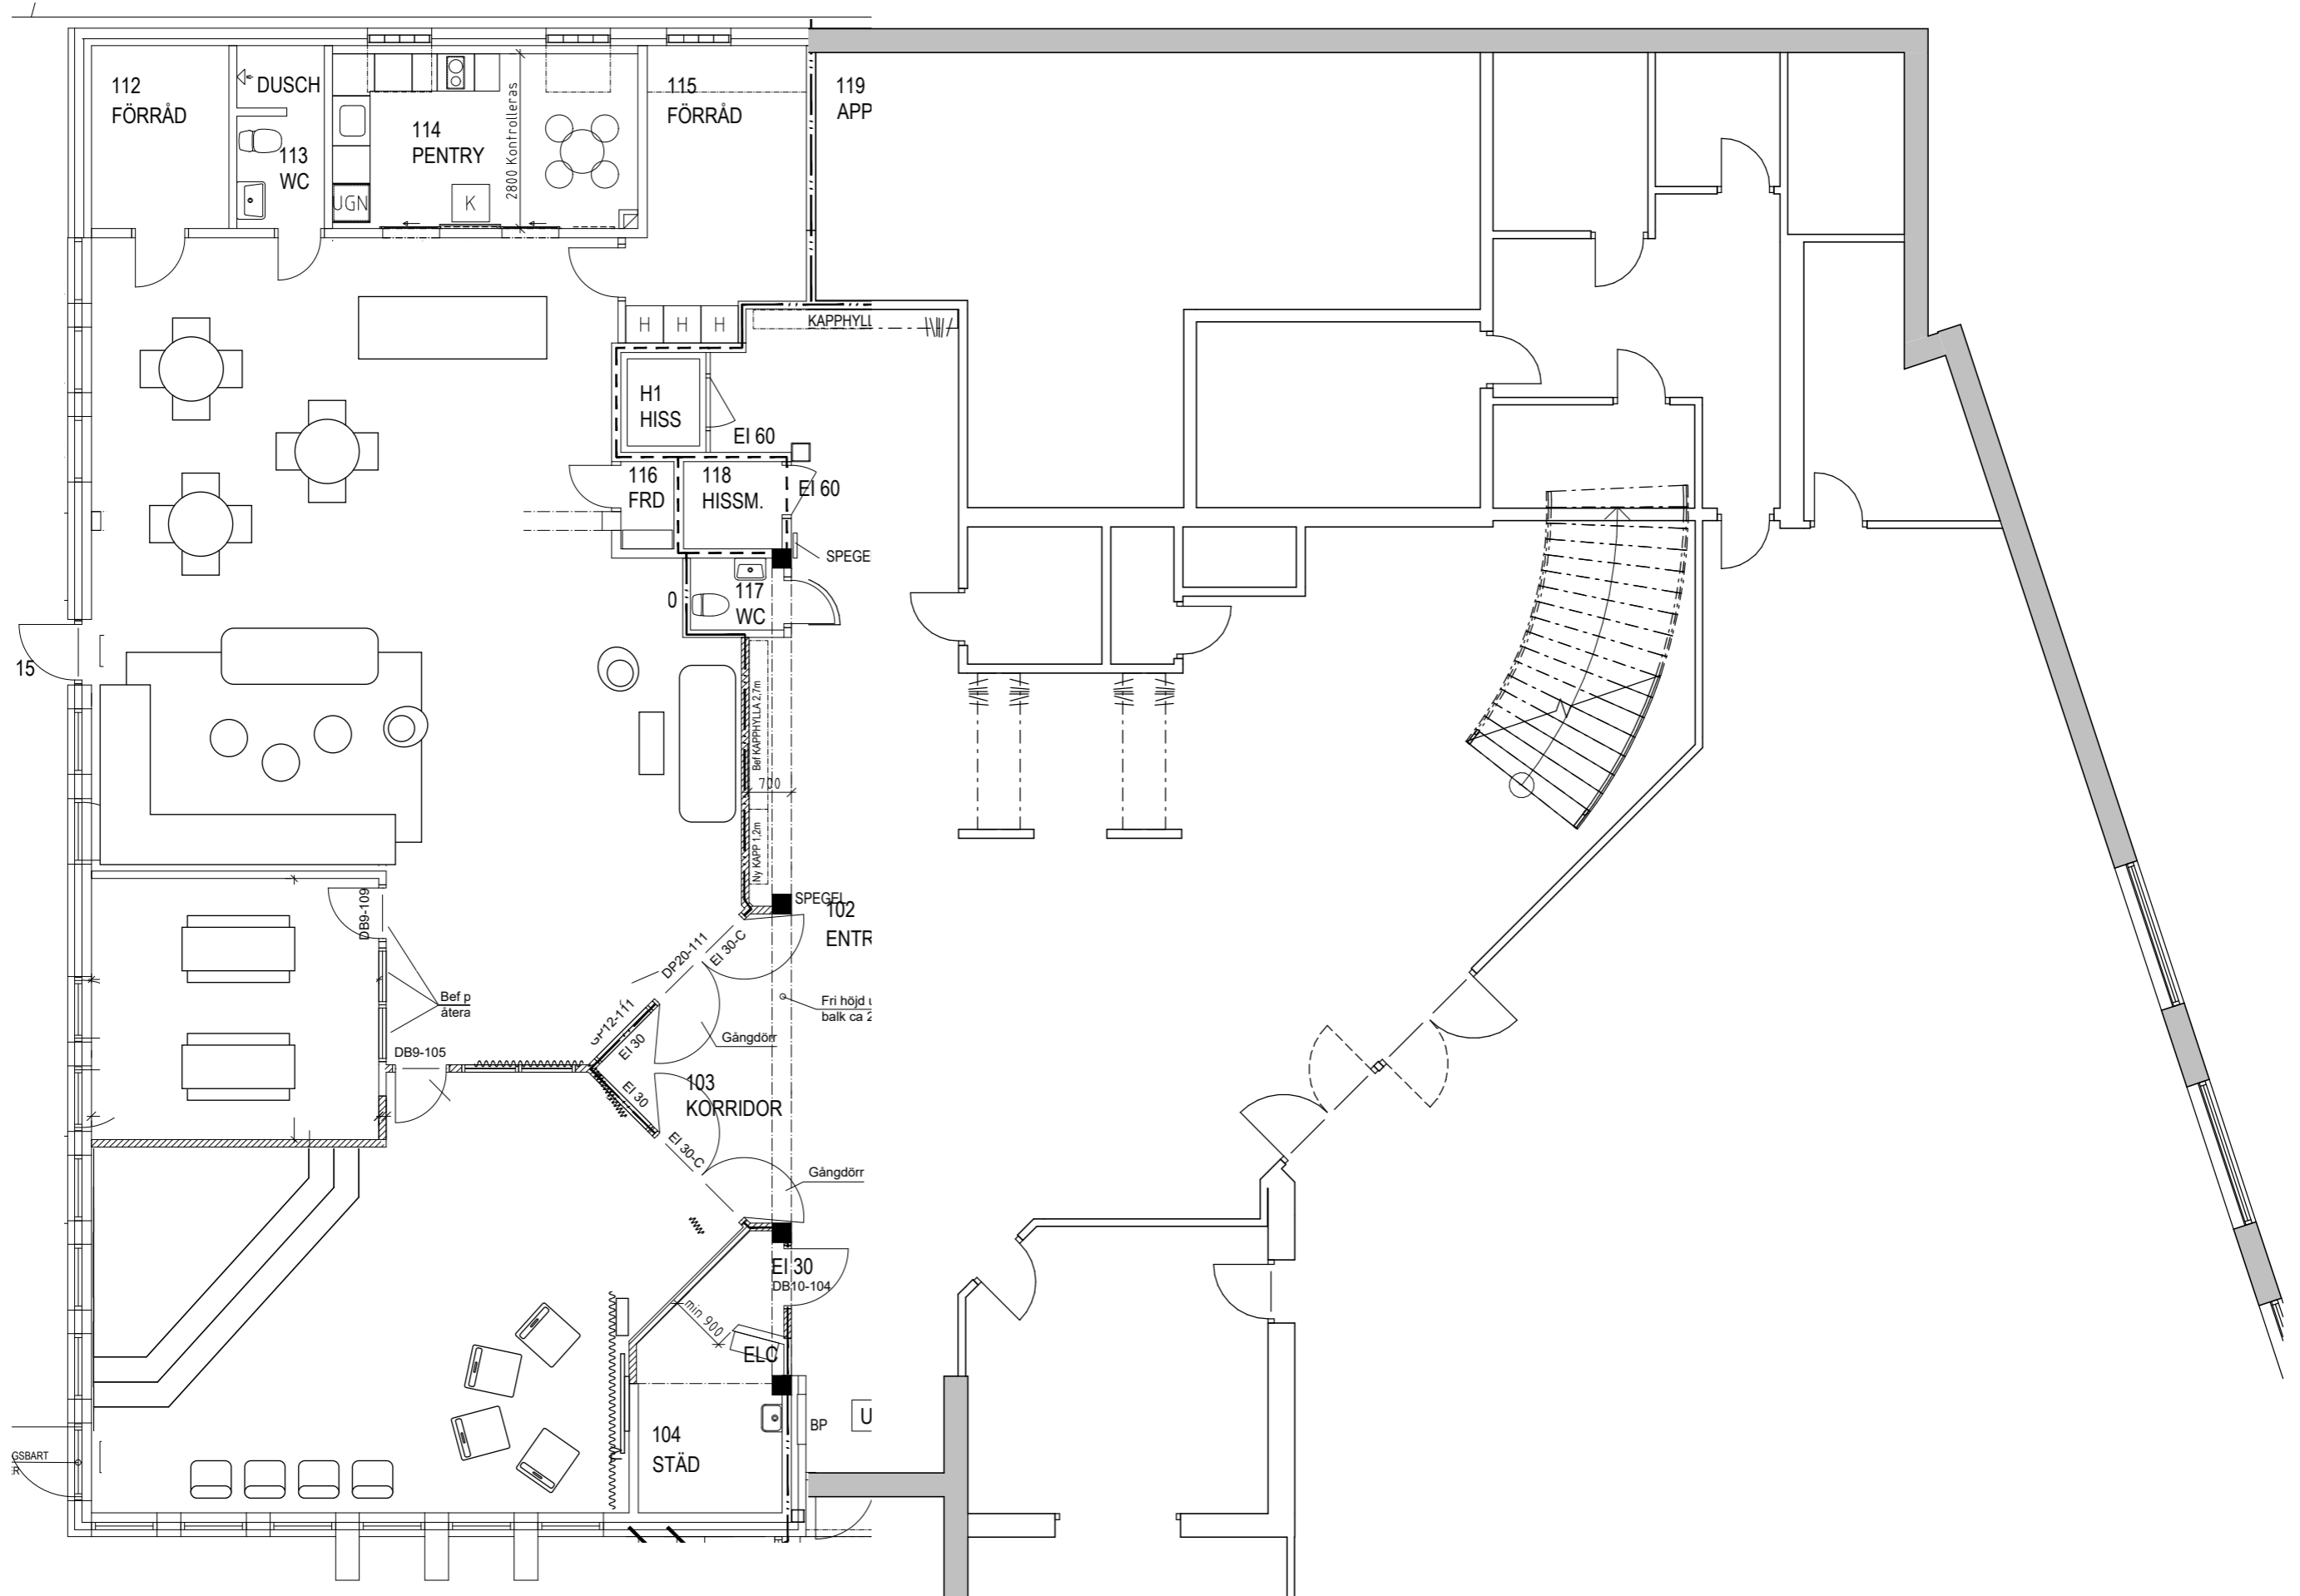 112
FÖRRÅD
DUSCH
113
WC
114
PENTRY
UGN
K
2800 Kontrolleras
115
FÖRRÅD
119
APP
H H H
KAPPHYLL
H1
HISS
EI 60
116
FRD
118
HISSM.
EI 60
SPEGE
0
117
WC
15
Bef KAPPHYLLA 2,7m
700
Ny KAPP 1,2m
SPEGEL
102
ENTR
DB9-109
DP20-111
EI 30-C
Bef p
återa
GP12-111
EI 30
Fri höjd u
balk ca 2
Gångdörr
DB9-105
EI 30
103
KORRIDOR
EI 30-C
Gångdörr
EI 30
DB10-104
min 900
ELC
BP
U
104
STÄD
GSBART